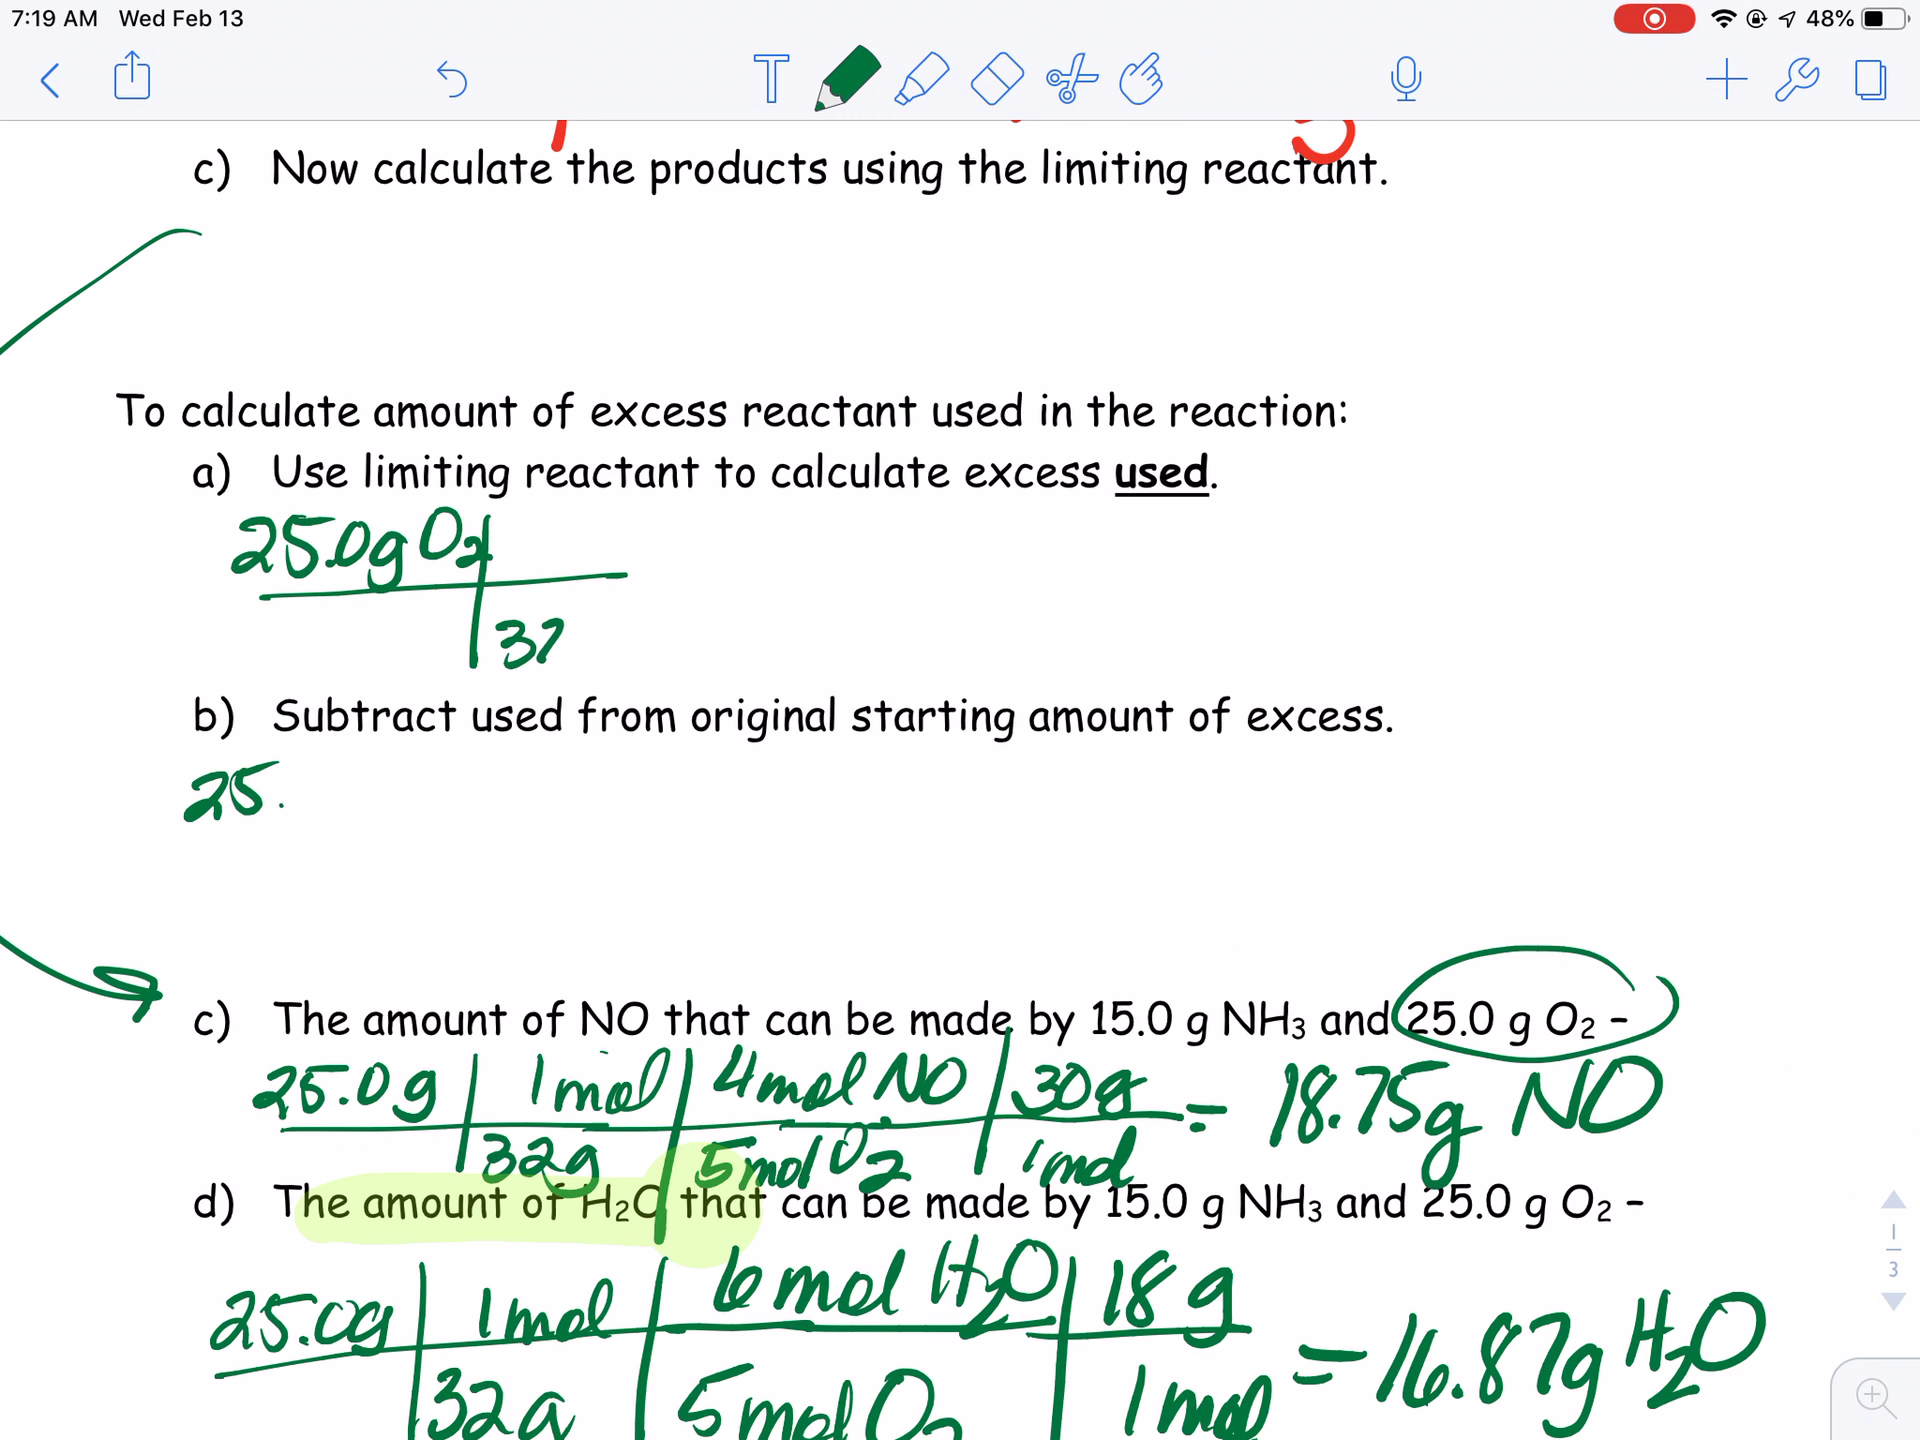 7:19 AM Wed Feb 13 48%
T
c) Now calculate the products using the limiting reactant.
To calculate amount of excess reactant used in the reaction:
a) Use limiting reactant to calculate excess used.
25.0g O2
32
b) Subtract used from original starting amount of excess.
25.
c) The amount of NO that can be made by 15.0 g NH3 and 25.0 g O2 –
25.0g 1mol 4mol NO 30g = 18.75g NO
32g 5mol O2 1mol
d) The amount of H2O that can be made by 15.0 g NH3 and 25.0 g O2 –
25.0g 1mol 6mol H2O 18g = 16.87g H2O
32g 5mol O2 1mol
1
3